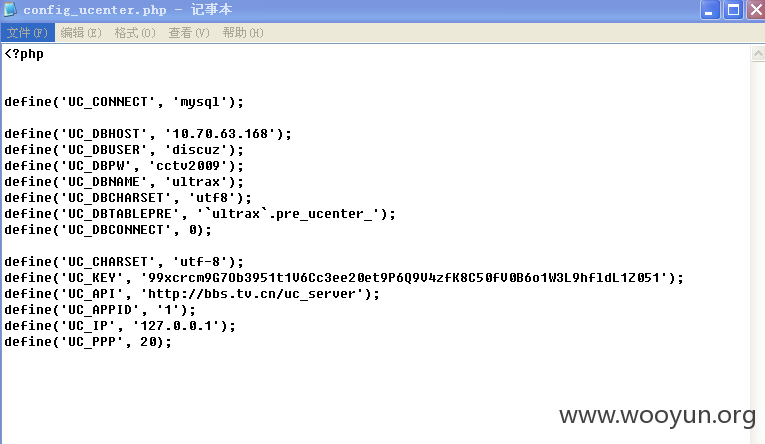 config_ucenter.php - 记事本
文件(F) 编辑(E) 格式(O) 查看(V) 帮助(H)
<?php
define('UC_CONNECT', 'mysql');
define('UC_DBHOST', '10.70.63.168');
define('UC_DBUSER', 'discuz');
define('UC_DBPW', 'cctv2009');
define('UC_DBNAME', 'ultrax');
define('UC_DBCHARSET', 'utf8');
define('UC_DBTABLEPRE', '`ultrax`.pre_ucenter_');
define('UC_DBCONNECT', 0);
define('UC_CHARSET', 'utf-8');
define('UC_KEY', '99xcrcm9G7Ob3951t1V6Cc3ee20et9P6Q9V4zfK8C50fV0B6o1W3L9hfldL1Z051');
define('UC_API', 'http://bbs.tv.cn/uc_server');
define('UC_APPID', '1');
define('UC_IP', '127.0.0.1');
define('UC_PPP', 20);
www.wooyun.org